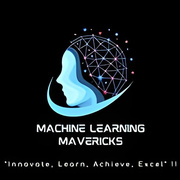 MACHINE LEARNING
MAVERICKS
"Innovate, Learn, Achieve, Excel" !!